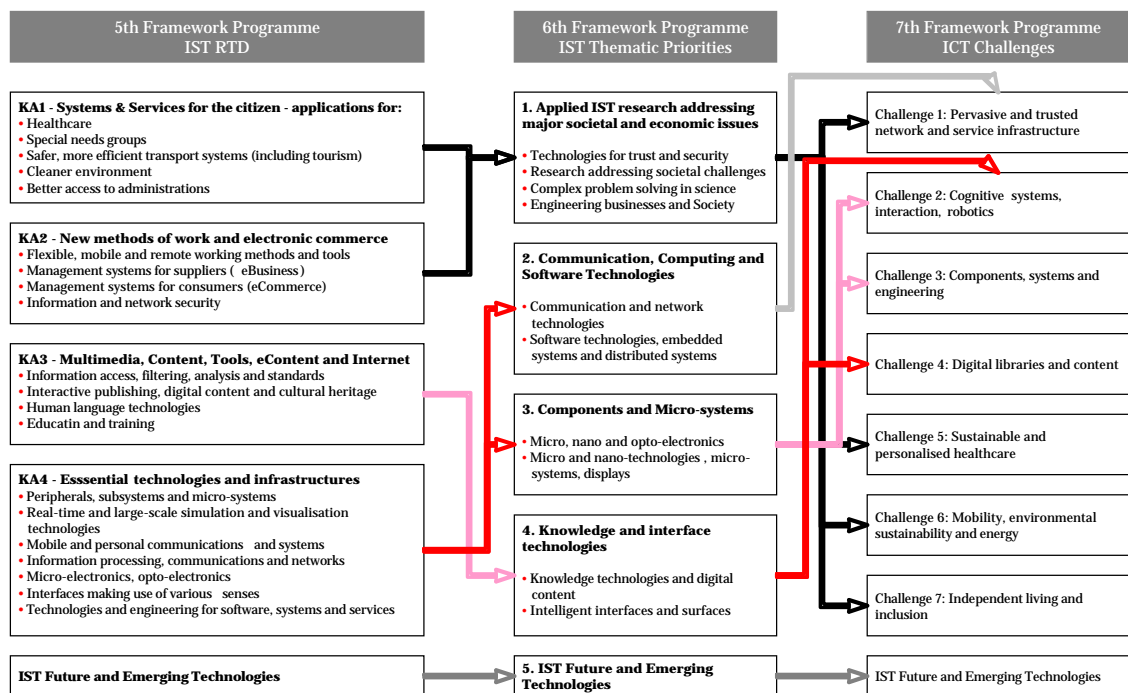 5th Framework Programme
IST RTD
6th Framework Programme
IST Thematic Priorities
7th Framework Programme
ICT Challenges
KA1 - Systems & Services for the citizen - applications for:
• Healthcare
• Special needs groups
• Safer, more efficient transport systems (including tourism)
• Cleaner environment
• Better access to administrations
KA2 - New methods of work and electronic commerce
• Flexible, mobile and remote working methods and tools
• Management systems for suppliers ( eBusiness)
• Management systems for consumers (eCommerce)
• Information and network security
KA3 - Multimedia, Content, Tools, eContent and Internet
• Information access, filtering, analysis and standards
• Interactive publishing, digital content and cultural heritage
• Human language technologies
• Educatin and training
KA4 - Esssential technologies and infrastructures
• Peripherals, subsystems and micro-systems
• Real-time and large-scale simulation and visualisation
technologies
• Mobile and personal communications and systems
• Information processing, communications and networks
• Micro-electronics, opto-electronics
• Interfaces making use of various senses
• Technologies and engineering for software, systems and services
IST Future and Emerging Technologies
1. Applied IST research addressing
major societal and economic issues
• Technologies for trust and security
• Research addressing societal challenges
• Complex problem solving in science
• Engineering businesses and Society
2. Communication, Computing and
Software Technologies
• Communication and network
technologies
• Software technologies, embedded
systems and distributed systems
3. Components and Micro-systems
• Micro, nano and opto-electronics
• Micro and nano-technologies , micro-
systems, displays
4. Knowledge and interface
technologies
• Knowledge technologies and digital
content
• Intelligent interfaces and surfaces
5. IST Future and Emerging
Technologies
Challenge 1: Pervasive and trusted
network and service infrastructure
Challenge 2: Cognitive systems,
interaction, robotics
Challenge 3: Components, systems and
engineering
Challenge 4: Digital libraries and content
Challenge 5: Sustainable and
personalised healthcare
Challenge 6: Mobility, environmental
sustainability and energy
Challenge 7: Independent living and
inclusion
IST Future and Emerging Technologies